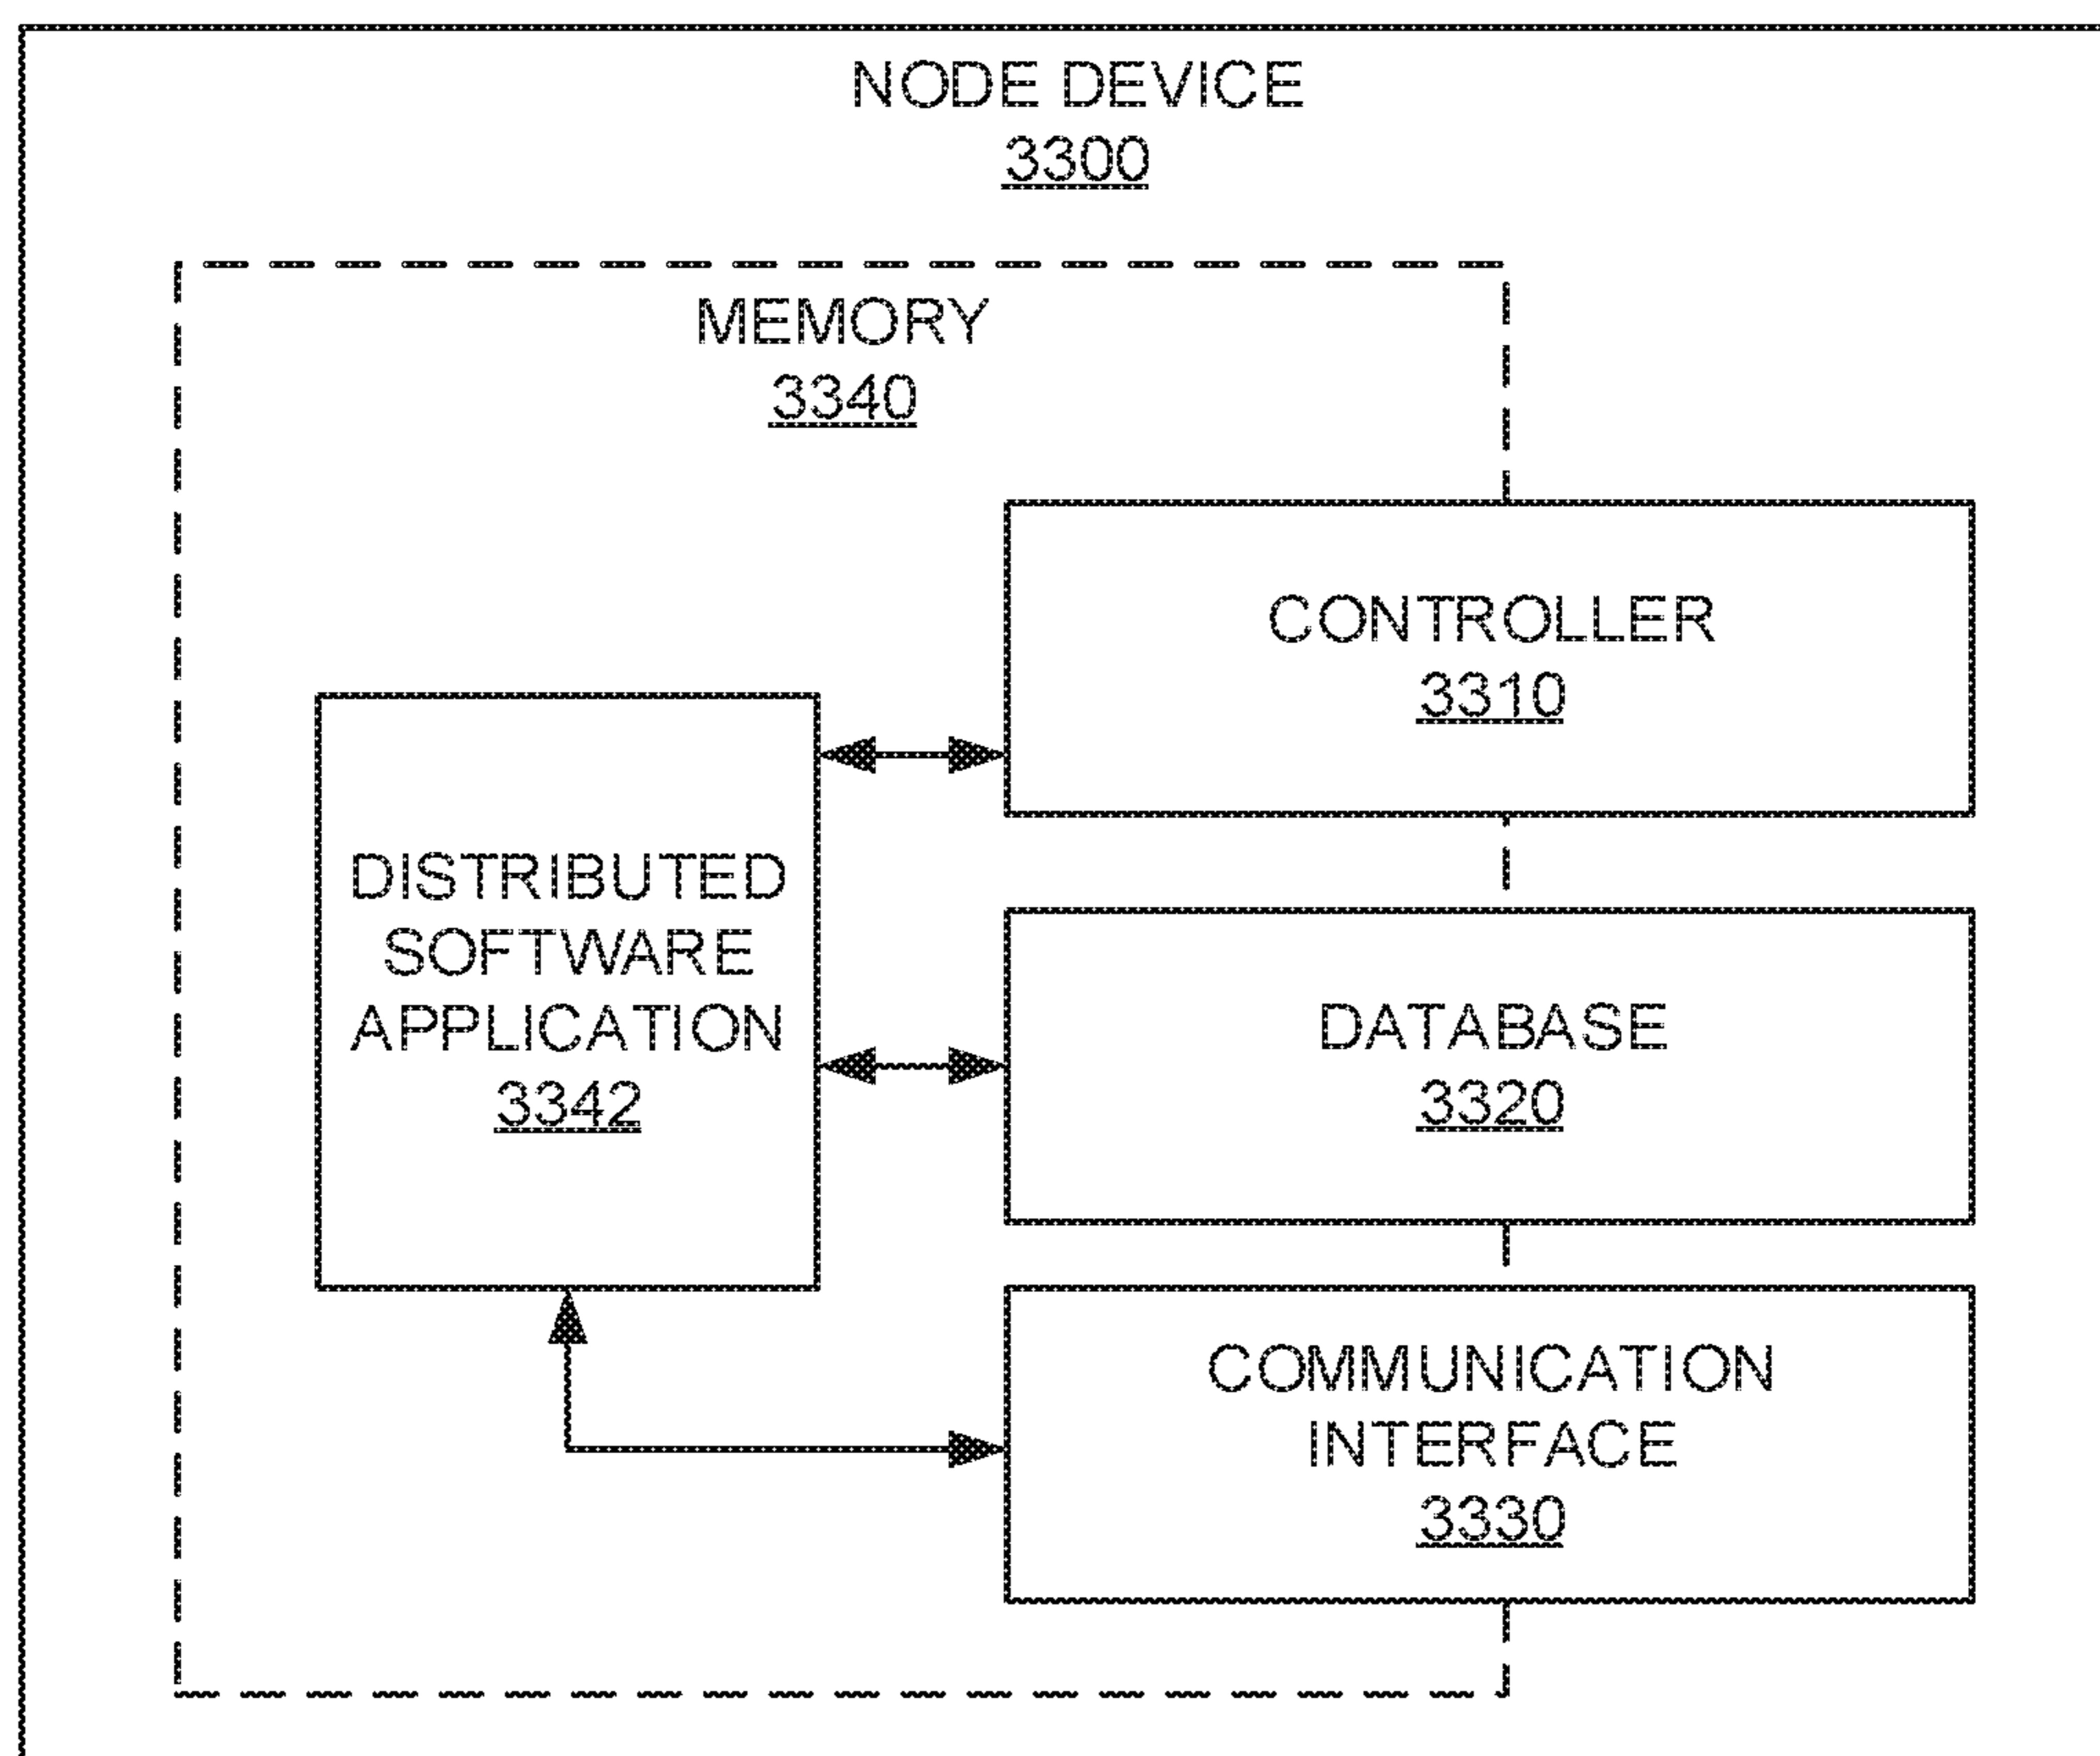 NODE DEVICE
3300
MEMORY
3340
CONTROLLER
3310
DISTRIBUTED
SOFTWARE
APPLICATION
3342
DATABASE
3320
COMMUNICATION
INTERFACE
3330